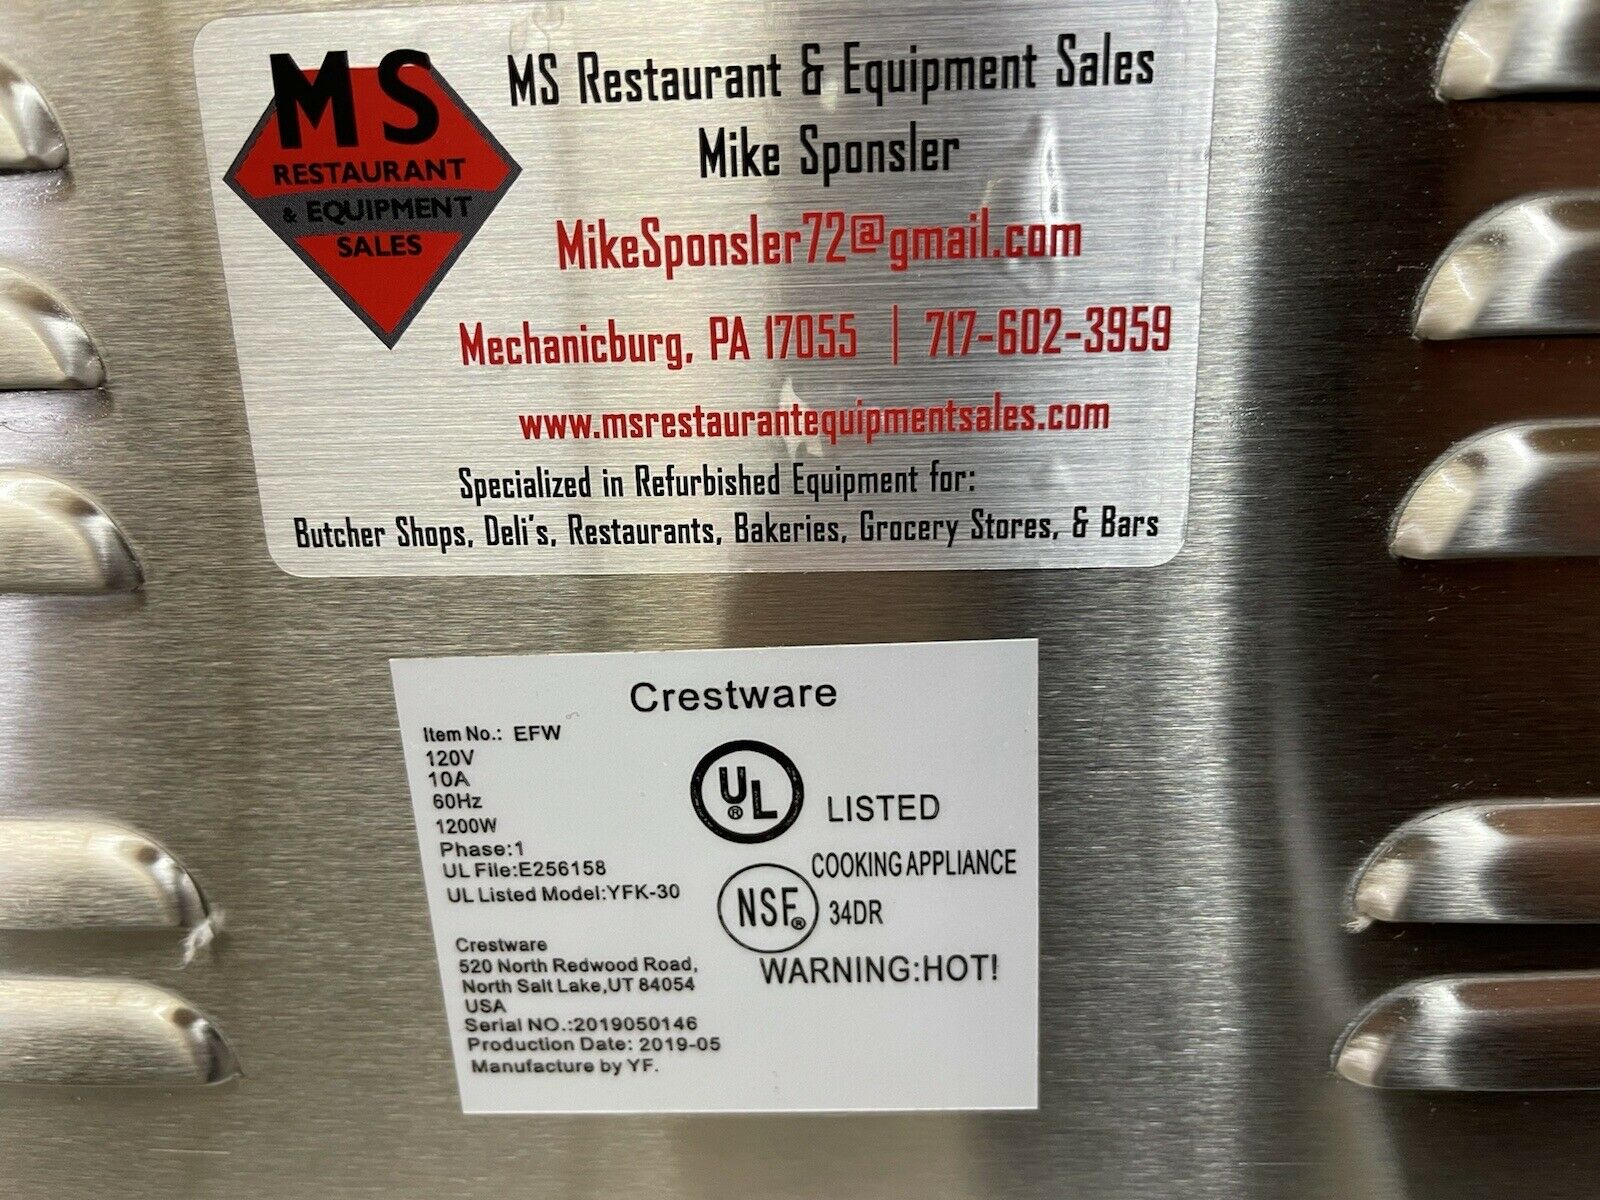 MS
RESTAURANT
& EQUIPMENT
SALES
MS Restaurant & Equipment Sales
Mike Sponsler
MikeSponsler72@gmail.com
Mechanicburg, PA 17055 | 717-602-3959
www.msrestaurantequipmentsales.com
Specialized in Refurbished Equipment for:
Butcher Shops, Deli's, Restaurants, Bakeries, Grocery Stores, & Bars
Crestware
Item No.: EFW
120V
10A
60Hz
1200W
Phase:1
UL File:E256158
UL Listed Model:YFK-30
UL ® LISTED
COOKING APPLIANCE
NSF® 34DR
WARNING:HOT!
Crestware
520 North Redwood Road,
North Salt Lake,UT 84054
USA
Serial NO.:2019050146
Production Date: 2019-05
Manufacture by YF.